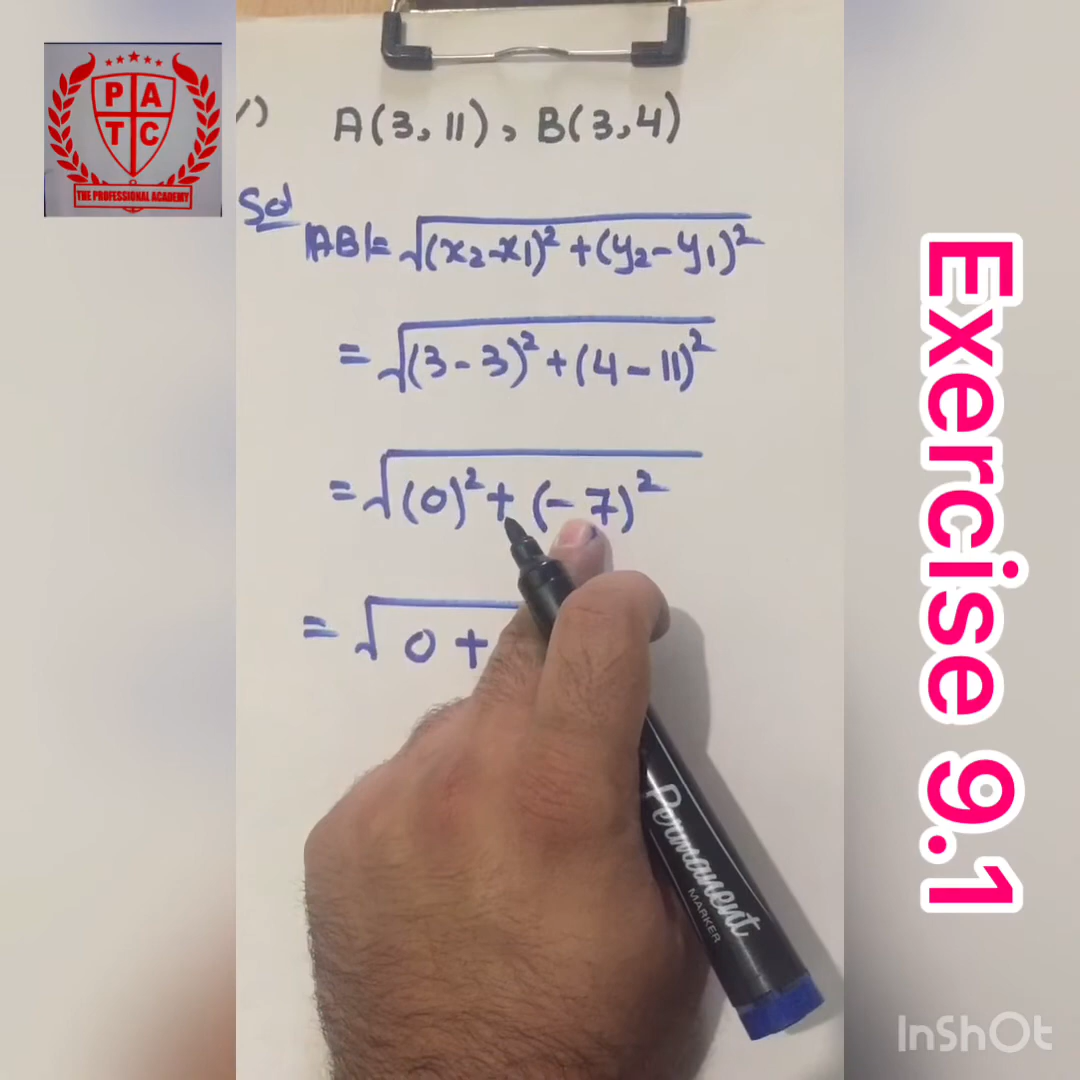 P A
T C
THE PROFESSIONAL ACADEMY
A(3, 11), B(3, 4)
Sol
|AB|= √(x₂-x₁)² + (y₂-y₁)²
= √(3-3)² + (4-11)²
= √(0)² + (-7)²
= √0 +
Permanent
MARKER
Exercise 9.1
InShOt